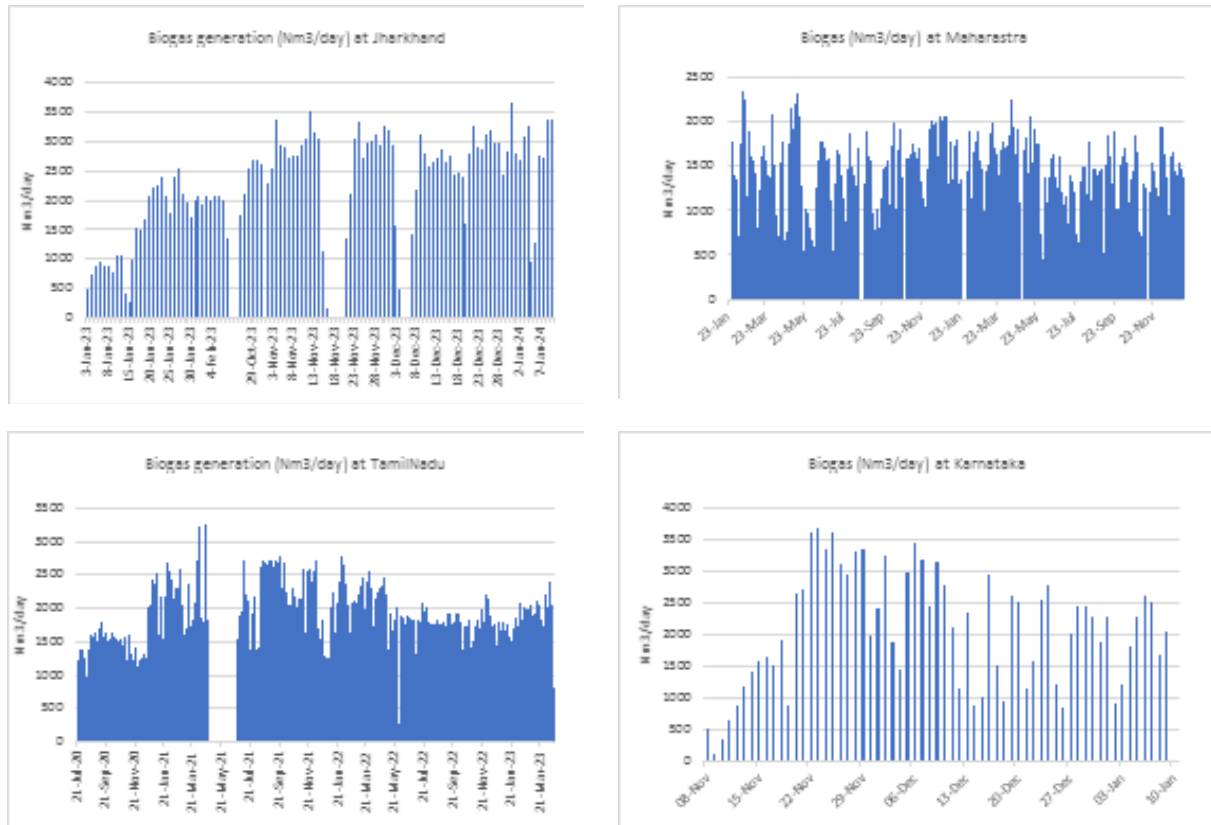 Biogas generation (Nm3/day) at Jharkhand
Nm3/day
4000
3500
3000
2500
2000
1500
1000
500
0
3-Jan-23
8-Jan-23
15-Jan-23
20-Jan-23
25-Jan-23
30-Jan-23
4-Feb-23
29-Oct-23
3-Nov-23
8-Nov-23
13-Nov-23
18-Nov-23
23-Nov-23
28-Nov-23
3-Dec-23
8-Dec-23
13-Dec-23
18-Dec-23
23-Dec-23
28-Dec-23
2-Jan-24
7-Jan-24
Biogas (Nm3/day) at Maharastra
Nm3/day
2500
2000
1500
1000
500
0
23-Jan
23-Mar
23-May
23-Jul
23-Sep
23-Nov
23-Jan
23-Mar
23-May
23-Jul
23-Sep
23-Nov
Biogas generation (Nm3/day) at TamilNadu
Nm3/day
3500
3000
2500
2000
1500
1000
500
0
21-Jul-20
21-Sep-20
21-Nov-20
21-Jan-21
21-Mar-21
21-May-21
21-Jul-21
21-Sep-21
21-Nov-21
21-Jan-22
21-Mar-22
21-May-22
21-Jul-22
21-Sep-22
21-Nov-22
21-Jan-23
21-Mar-23
Biogas (Nm3/day) at Karnataka
Nm3/day
4000
3500
3000
2500
2000
1500
1000
500
0
08-Nov
15-Nov
22-Nov
29-Nov
06-Dec
13-Dec
20-Dec
27-Dec
03-Jan
10-Jan